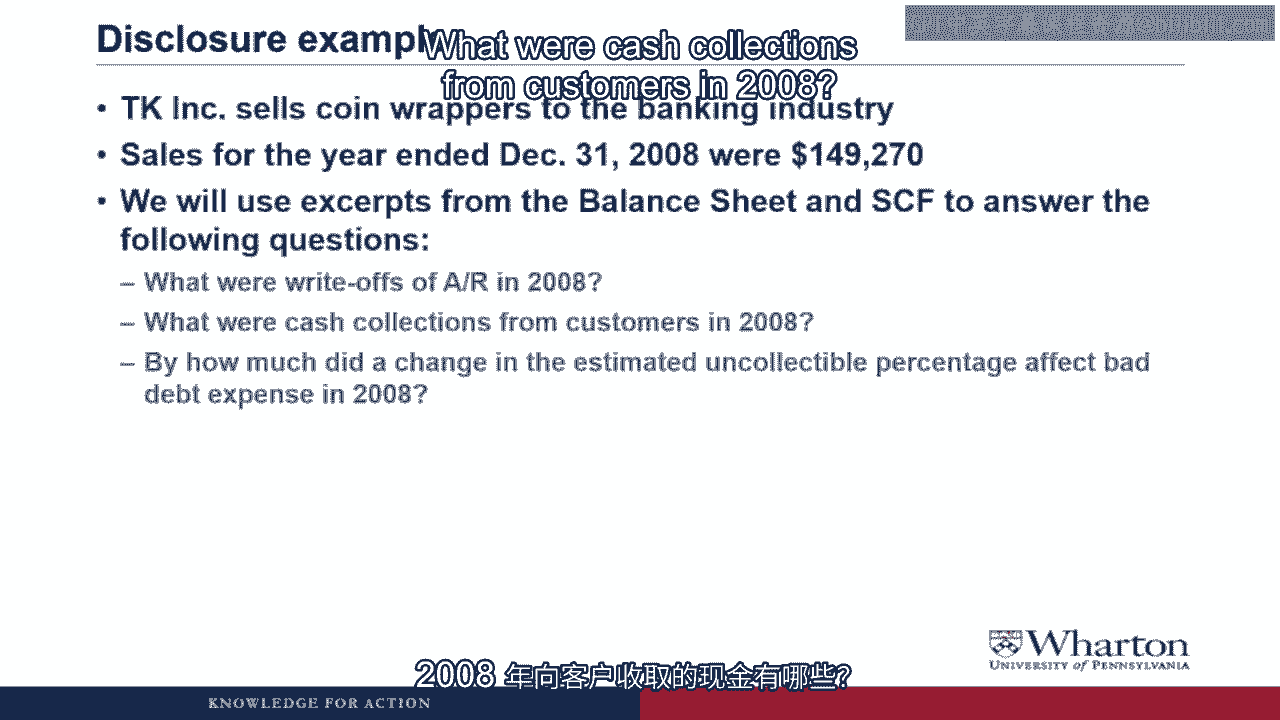 Disclosure exampl
What were cash collections
from customers in 2008?
• TK Inc. sells coin wrappers to the banking industry
• Sales for the year ended Dec. 31, 2008 were $149,270
• We will use excerpts from the Balance Sheet and SCF to answer the
following questions:
– What were write-offs of A/R in 2008?
– What were cash collections from customers in 2008?
– By how much did a change in the estimated uncollectible percentage affect bad
debt expense in 2008?
Wharton
UNIVERSITY of PENNSYLVANIA
2008 年向客户收取的现金有哪些?
KNOWLEDGE FOR ACTION